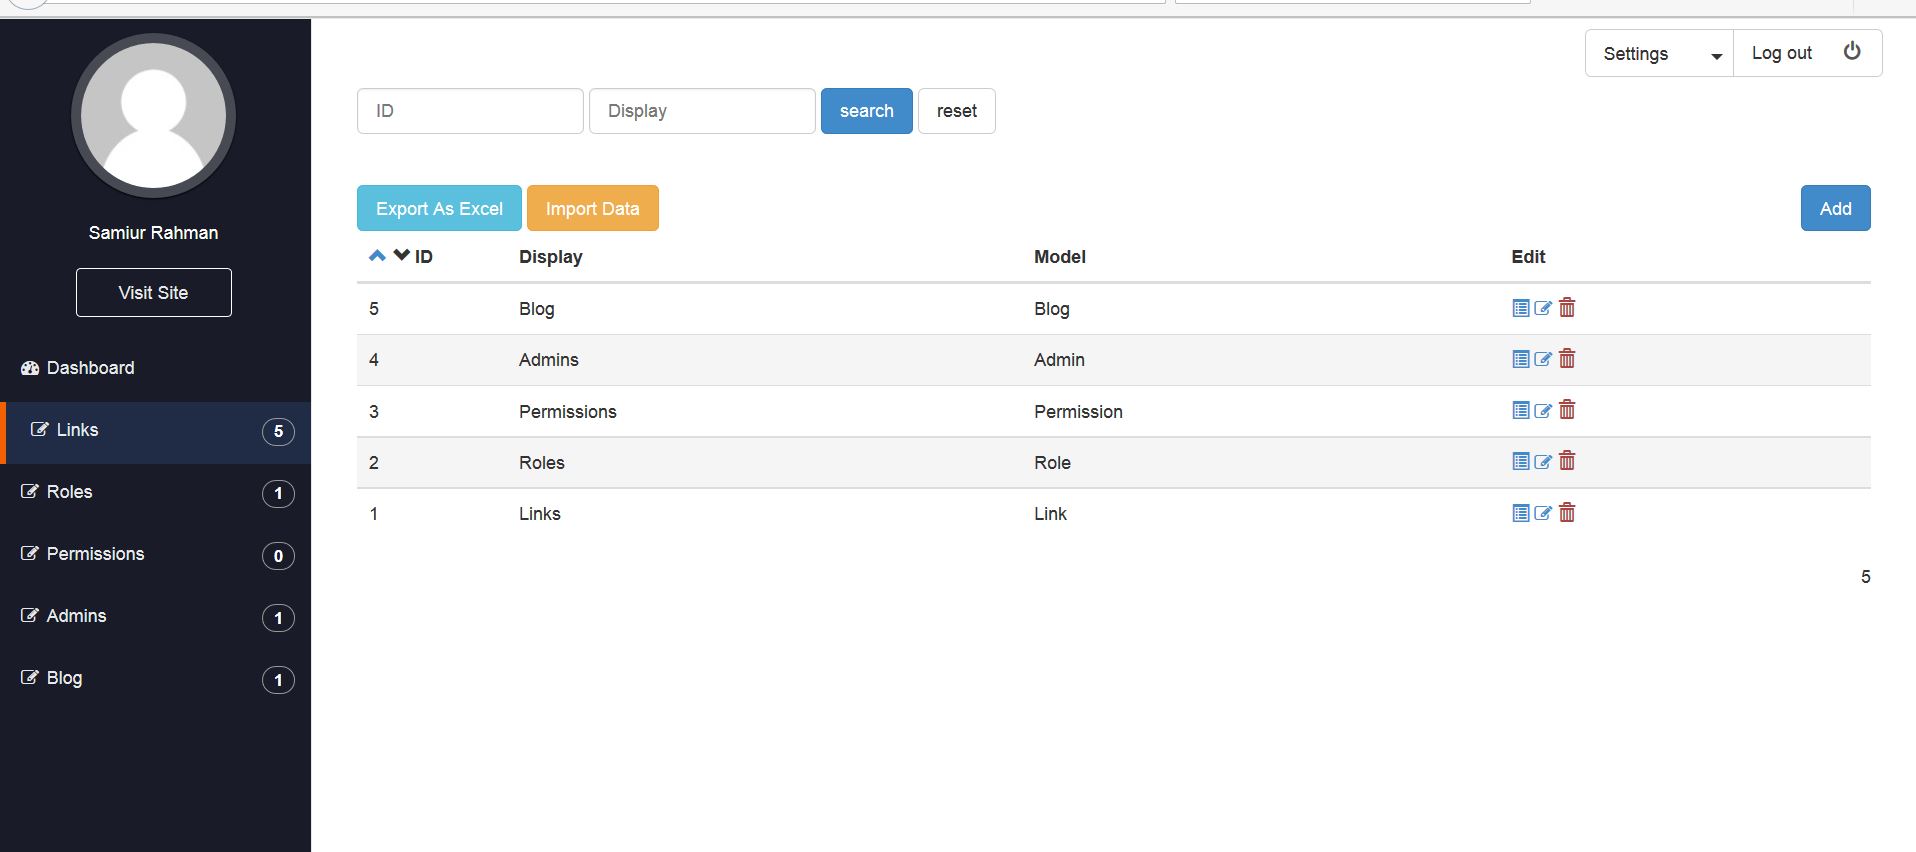 Settings Log out
ID Display search reset
Samiur Rahman
Visit Site
Dashboard
Links 5
Roles 1
Permissions 0
Admins 1
Blog 1
Export As Excel Import Data Add
ID Display Model Edit
5 Blog Blog
4 Admins Admin
3 Permissions Permission
2 Roles Role
1 Links Link
5